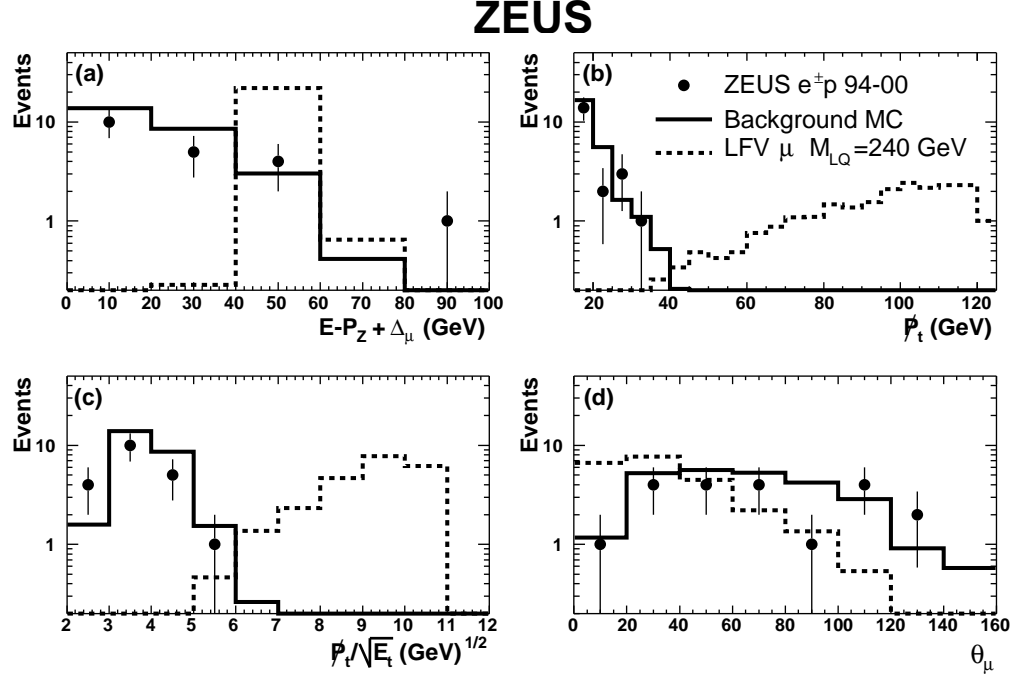 ZEUS
(a)
Events
10
1
0 10 20 30 40 50 60 70 80 90 100
E-P_Z + Δ_μ (GeV)
(b)
ZEUS e^±p 94-00
Background MC
LFV μ M_LQ=240 GeV
Events
10
1
20 40 60 80 100 120
P̸_t (GeV)
(c)
Events
10
1
2 3 4 5 6 7 8 9 10 11 12
P̸_t/√E_t (GeV)^1/2
(d)
Events
10
1
0 20 40 60 80 100 120 140 160
θ_μ